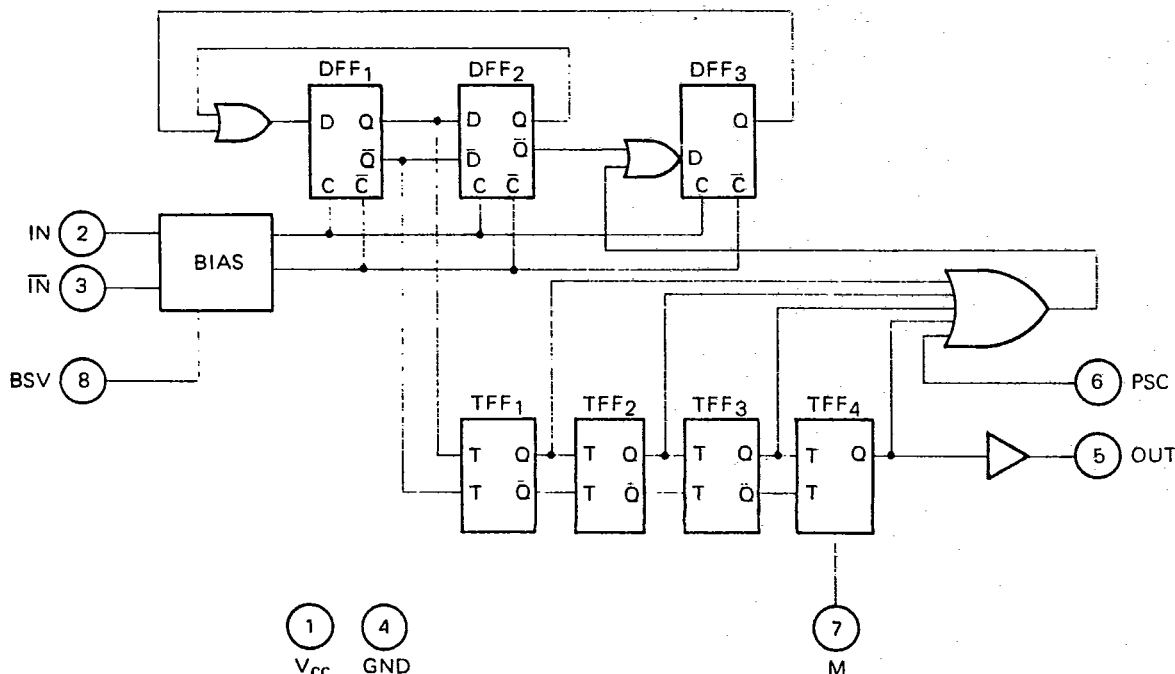 DFF1 DFF2 DFF3
D Q D Q Q
Q̅ D̅ Q̅ D
C C̅ C C̅ C C̅
IN 2
BIAS
I̅N̅ 3
BSV 8
6 PSC
TFF1 TFF2 TFF3 TFF4
T Q T Q T Q T Q
5 OUT
T Q̅ T Q̅ T Q̅ T
1 4 7
VCC GND M